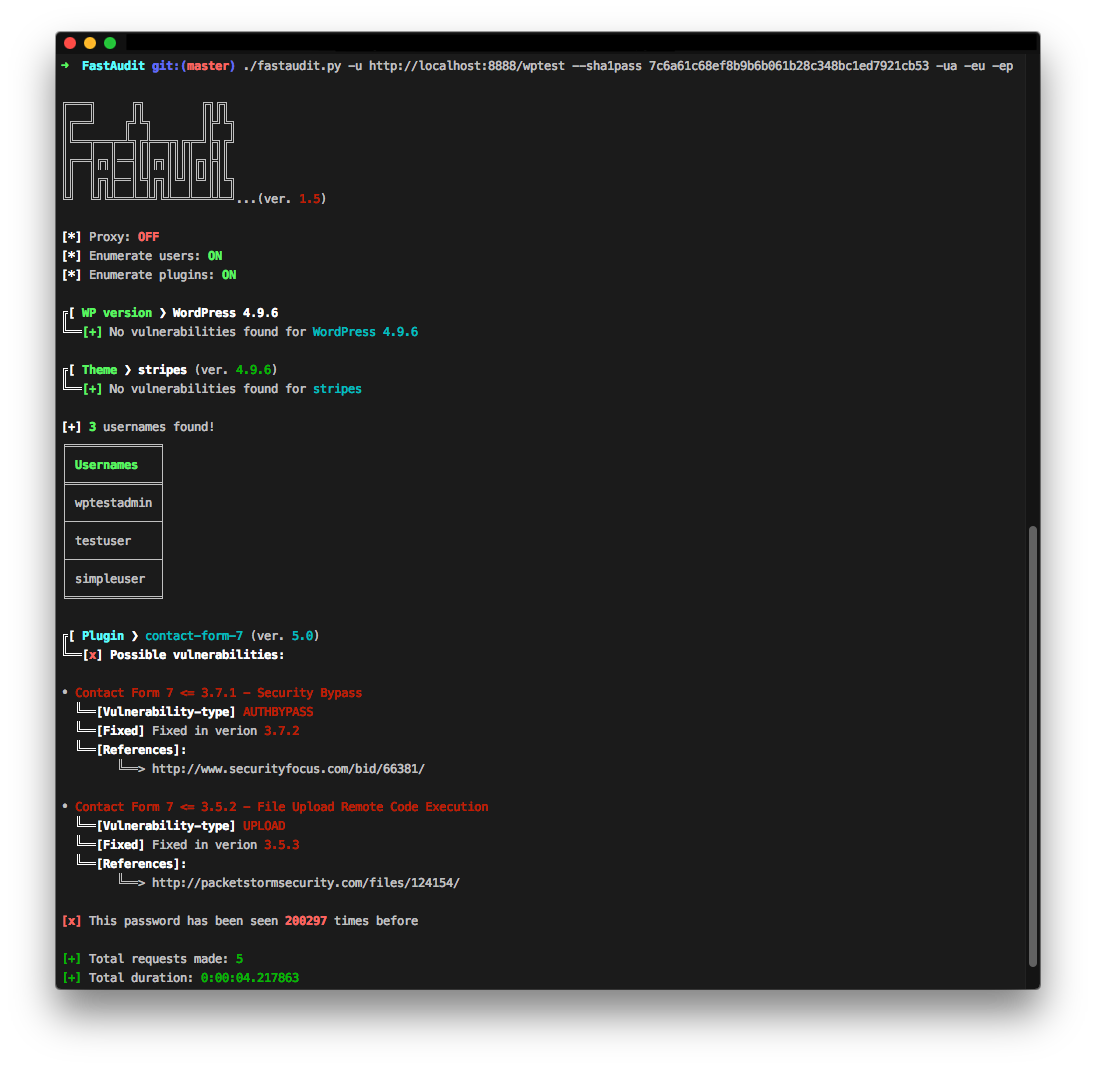 ➜ FastAudit git:(master) ./fastaudit.py -u http://localhost:8888/wptest --sha1pass 7c6a61c68ef8b9b6b061b28c348bc1ed7921cb53 -ua -eu -ep
FastAudit
...(ver. 1.5)
[*] Proxy: OFF
[*] Enumerate users: ON
[*] Enumerate plugins: ON
[ WP version ❯ WordPress 4.9.6
[+] No vulnerabilities found for WordPress 4.9.6
[ Theme ❯ stripes (ver. 4.9.6)
[+] No vulnerabilities found for stripes
[+] 3 usernames found!
Usernames
wptestadmin
testuser
simpleuser
[ Plugin ❯ contact-form-7 (ver. 5.0)
[x] Possible vulnerabilities:
• Contact Form 7 <= 3.7.1 – Security Bypass
[Vulnerability-type] AUTHBYPASS
[Fixed] Fixed in verion 3.7.2
[References]:
> http://www.securityfocus.com/bid/66381/
• Contact Form 7 <= 3.5.2 – File Upload Remote Code Execution
[Vulnerability-type] UPLOAD
[Fixed] Fixed in verion 3.5.3
[References]:
> http://packetstormsecurity.com/files/124154/
[x] This password has been seen 200297 times before
[+] Total requests made: 5
[+] Total duration: 0:00:04.217863